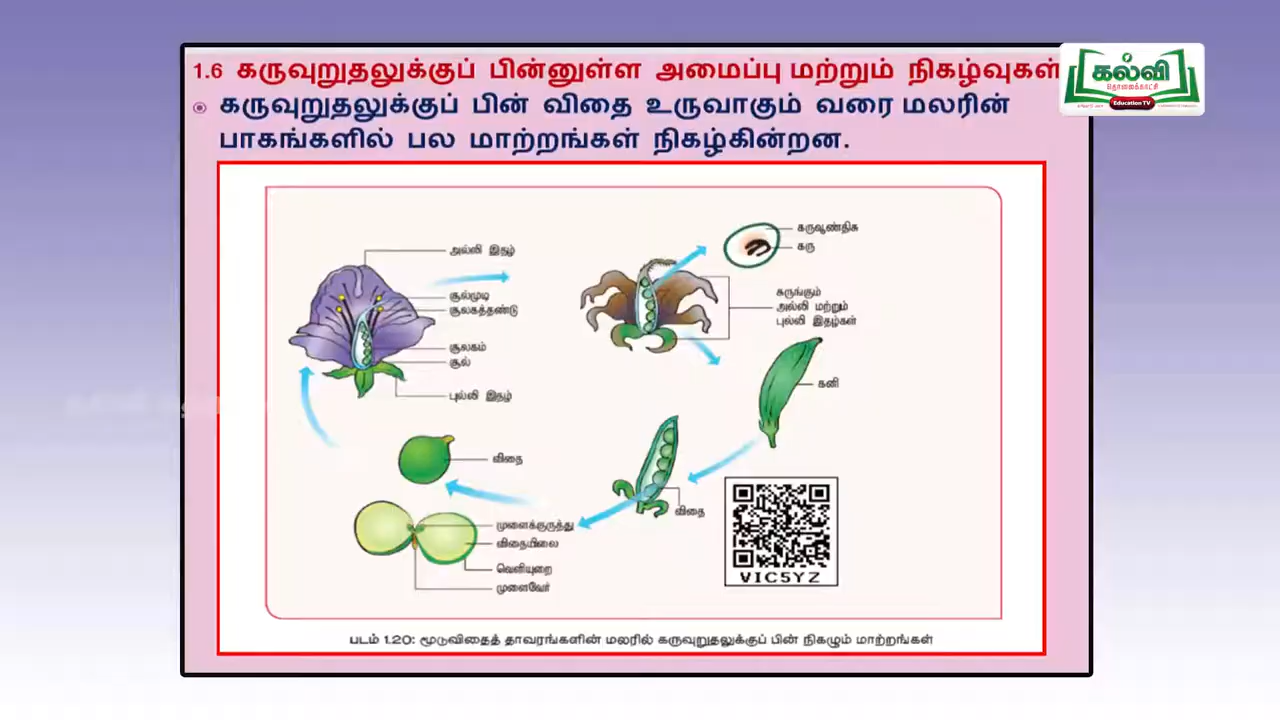 1.6 கருவுறுதலுக்குப் பின்னுள்ள அமைப்பு மற்றும் நிகழ்வுகள்
கல்வி
தொலைக்காட்சி
Education TV
கருவுறுதலுக்குப் பின் விதை உருவாகும் வரை மலரின்
பாகங்களில் பல மாற்றங்கள் நிகழ்கின்றன.
அல்லி இதழ்
சூல்முடி
சூலகத்தண்டு
சூலகம்
சூல்
புல்லி இதழ்
கருவூண்திசு
கரு
சுருங்கும்
அல்லி மற்றும்
புல்லி இதழ்கள்
கனி
விதை
விதை
முளைக்குருத்து
விதையிலை
வெளியுறை
முளைவேர்
VIC5YZ
படம் 1.20: மூடுவிதைத் தாவரங்களின் மலரில் கருவுறுதலுக்குப் பின் நிகழும் மாற்றங்கள்